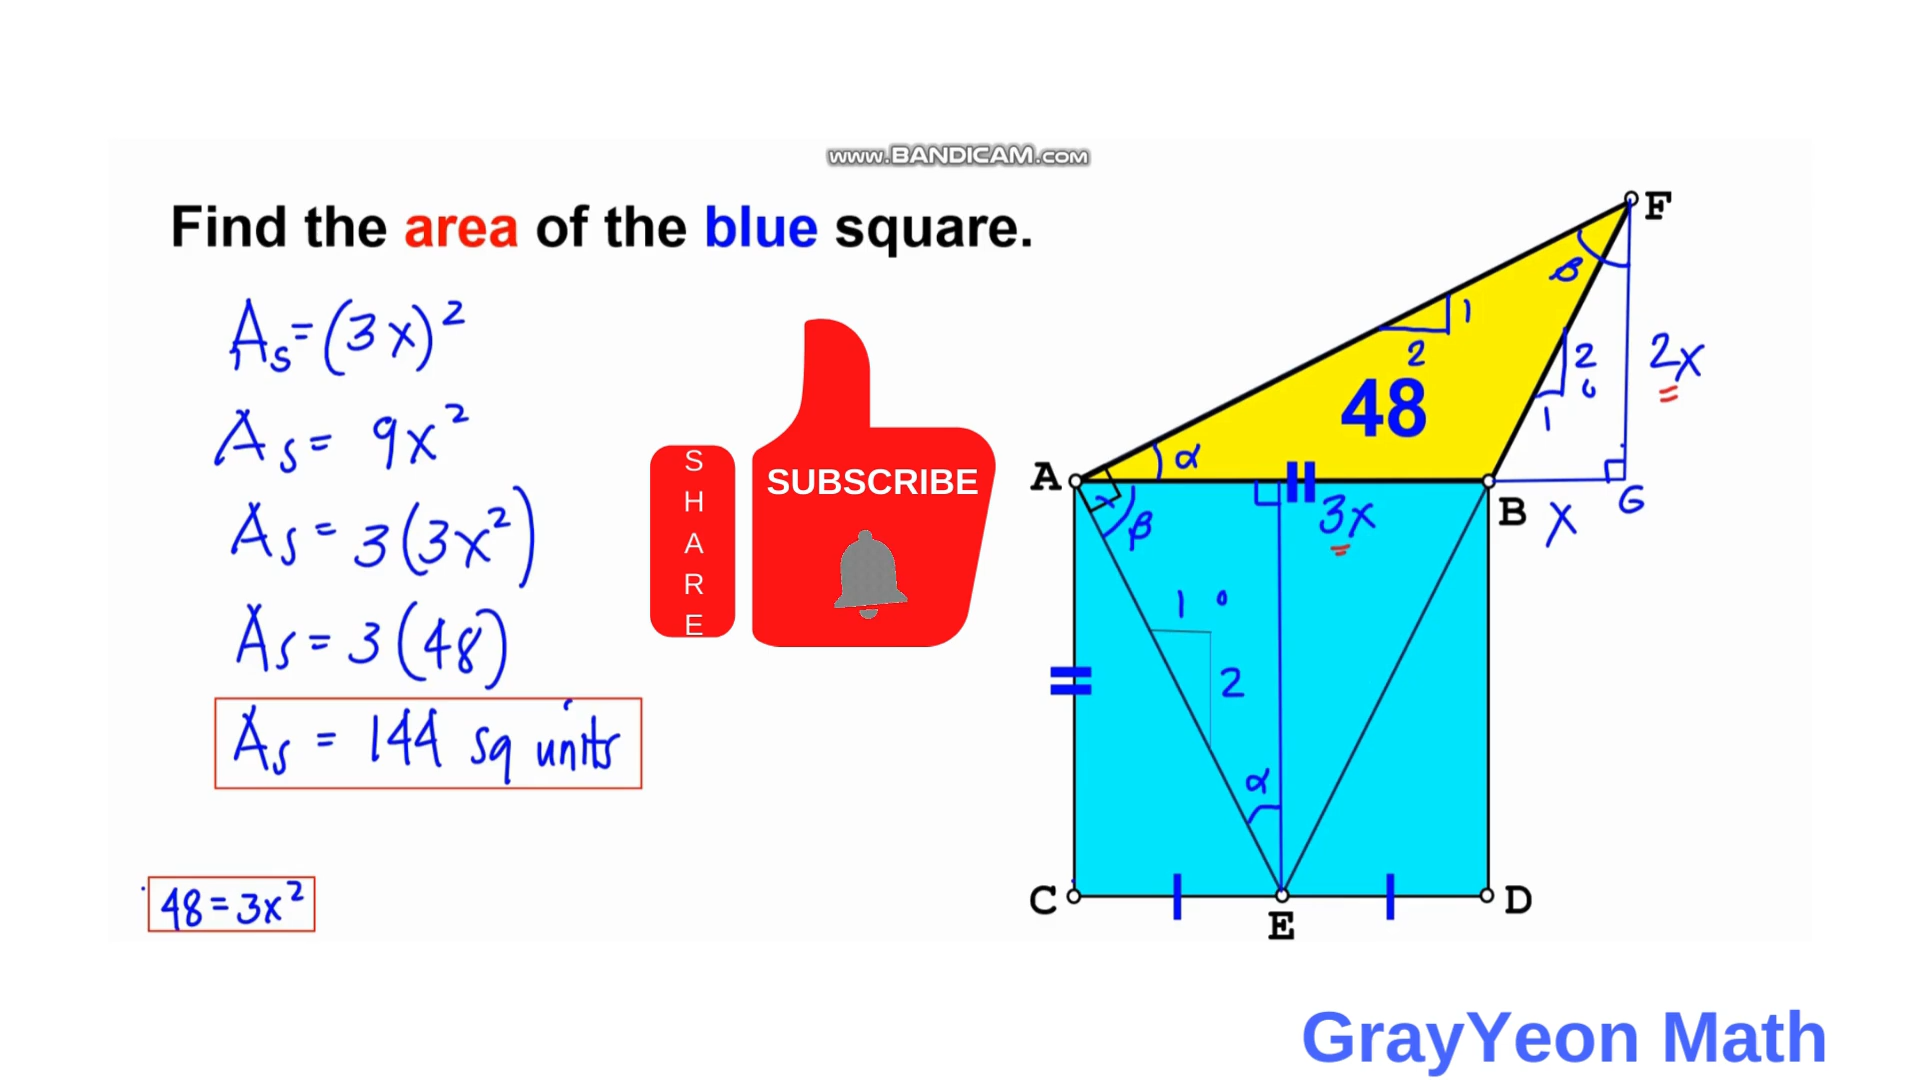 www.BANDICAM.com
Find the area of the blue square.
Aₛ = (3x)²
Aₛ = 9x²
Aₛ = 3(3x²)
Aₛ = 3(48)
Aₛ = 144 sq units
48 = 3x²
SHARE
SUBSCRIBE
F
β
1
2
2
1
2x
48
α
A
B
x
G
3x
β
1
2
α
C
E
D
GrayYeon Math